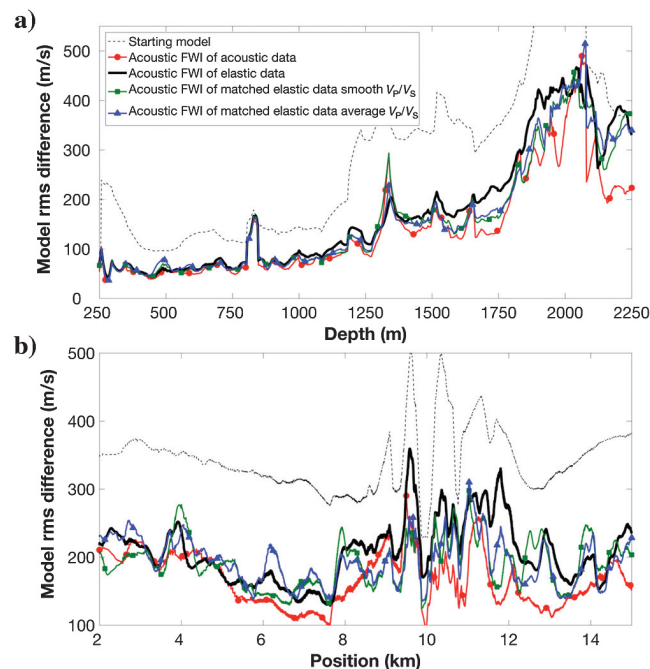 a)
Model rms difference (m/s)
500
400
300
200
100
0
Starting model
Acoustic FWI of acoustic data
Acoustic FWI of elastic data
Acoustic FWI of matched elastic data smooth VP/VS
Acoustic FWI of matched elastic data average VP/VS
250 500 750 1000 1250 1500 1750 2000 2250
Depth (m)
b)
Model rms difference (m/s)
500
400
300
200
100
2 4 6 8 10 12 14
Position (km)